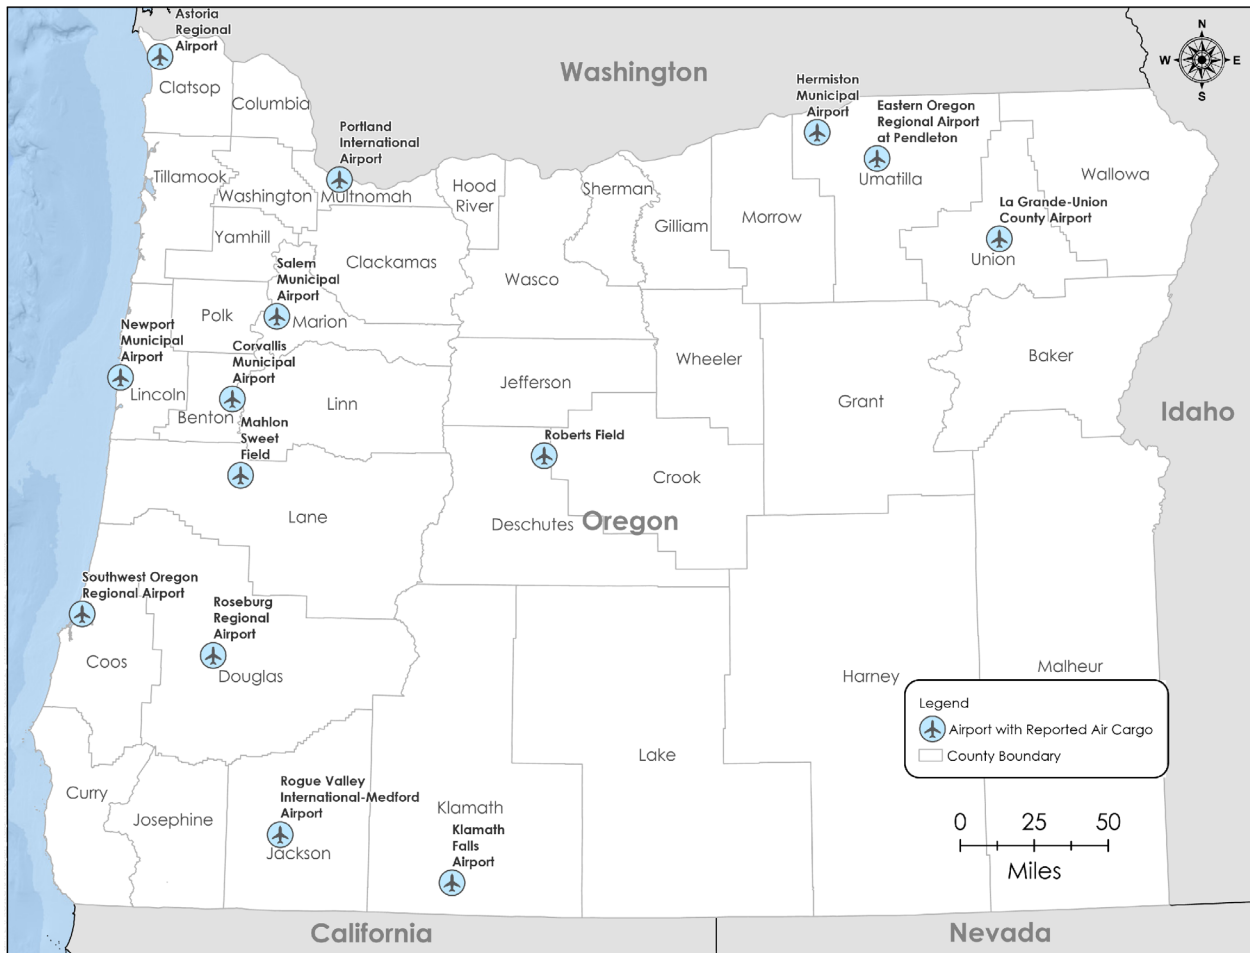 Astoria
Regional
Airport
Clatsop
Columbia
Washington
N
W
E
S
Portland
International
Airport
Hermiston
Municipal
Airport
Eastern Oregon
Regional Airport
at Pendleton
Tillamook
Washington
Multnomah
Hood
River
Sherman
Gilliam
Morrow
Umatilla
Wallowa
La Grande-Union
County Airport
Union
Yamhill
Clackamas
Wasco
Salem
Municipal
Airport
Polk
Marion
Newport
Municipal
Airport
Lincoln
Corvallis
Municipal
Airport
Benton
Linn
Jefferson
Wheeler
Grant
Baker
Idaho
Mahlon
Sweet
Field
Roberts Field
Crook
Lane
Deschutes
Oregon
Southwest Oregon
Regional Airport
Roseburg
Regional
Airport
Coos
Douglas
Harney
Malheur
Legend
Airport with Reported Air Cargo
County Boundary
Lake
Curry
Josephine
Rogue Valley
International-Medford
Airport
Jackson
Klamath
Klamath
Falls
Airport
0 25 50
Miles
California
Nevada